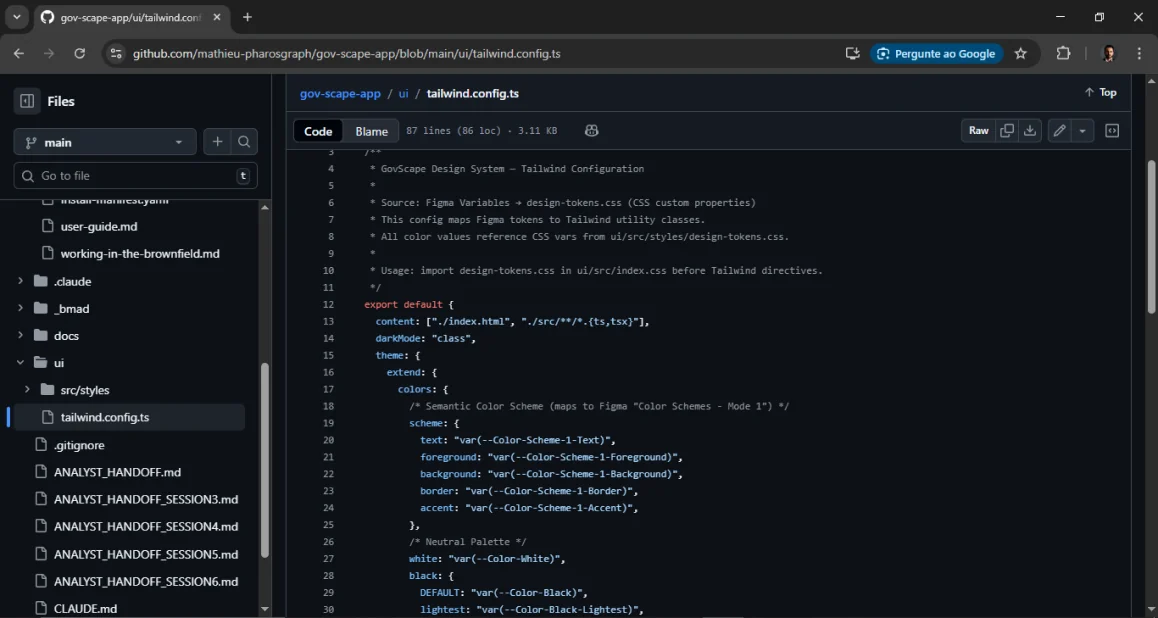 gov-scape-app/ui/tailwind.conf
github.com/mathieu-pharosgraph/gov-scape-app/blob/main/ui/tailwind.config.ts
Pergunte ao Google
Files
main
Go to file
t
install-manifest.yaml
user-guide.md
working-in-the-brownfield.md
.claude
_bmad
docs
ui
src/styles
tailwind.config.ts
.gitignore
ANALYST_HANDOFF.md
ANALYST_HANDOFF_SESSION3.md
ANALYST_HANDOFF_SESSION4.md
ANALYST_HANDOFF_SESSION5.md
ANALYST_HANDOFF_SESSION6.md
CLAUDE.md
gov-scape-app / ui / tailwind.config.ts
Top
Code Blame 87 lines (86 loc) · 3.11 KB
Raw
3 /**
4 * GovScape Design System — Tailwind Configuration
5 *
6 * Source: Figma Variables → design-tokens.css (CSS custom properties)
7 * This config maps Figma tokens to Tailwind utility classes.
8 * All color values reference CSS vars from ui/src/styles/design-tokens.css.
9 *
10 * Usage: import design-tokens.css in ui/src/index.css before Tailwind directives.
11 */
12 export default {
13 content: ["./index.html", "./src/**/*.{ts,tsx}"],
14 darkMode: "class",
15 theme: {
16 extend: {
17 colors: {
18 /* Semantic Color Scheme (maps to Figma "Color Schemes - Mode 1") */
19 scheme: {
20 text: "var(--Color-Scheme-1-Text)",
21 foreground: "var(--Color-Scheme-1-Foreground)",
22 background: "var(--Color-Scheme-1-Background)",
23 border: "var(--Color-Scheme-1-Border)",
24 accent: "var(--Color-Scheme-1-Accent)",
25 },
26 /* Neutral Palette */
27 white: "var(--Color-White)",
28 black: {
29 DEFAULT: "var(--Color-Black)",
30 lightest: "var(--Color-Black-Lightest)",